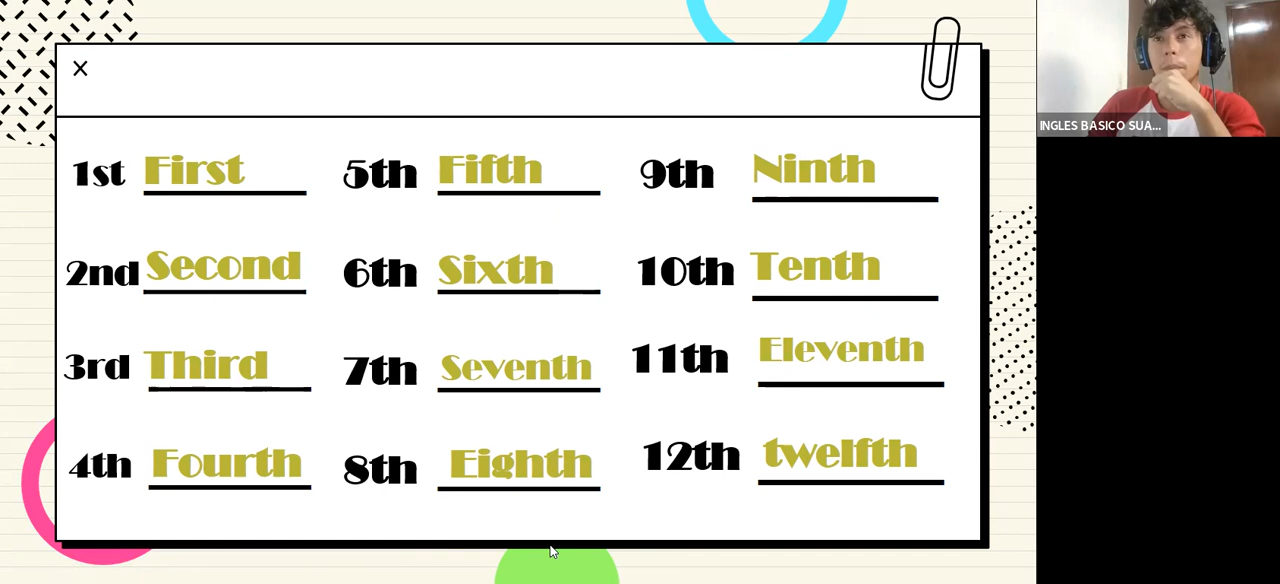 X
1st First
2nd Second
3rd Third
4th Fourth
5th Fifth
6th Sixth
7th Seventh
8th Eighth
9th Ninth
10th Tenth
11th Eleventh
12th twelfth
INGLES BASICO SUA...